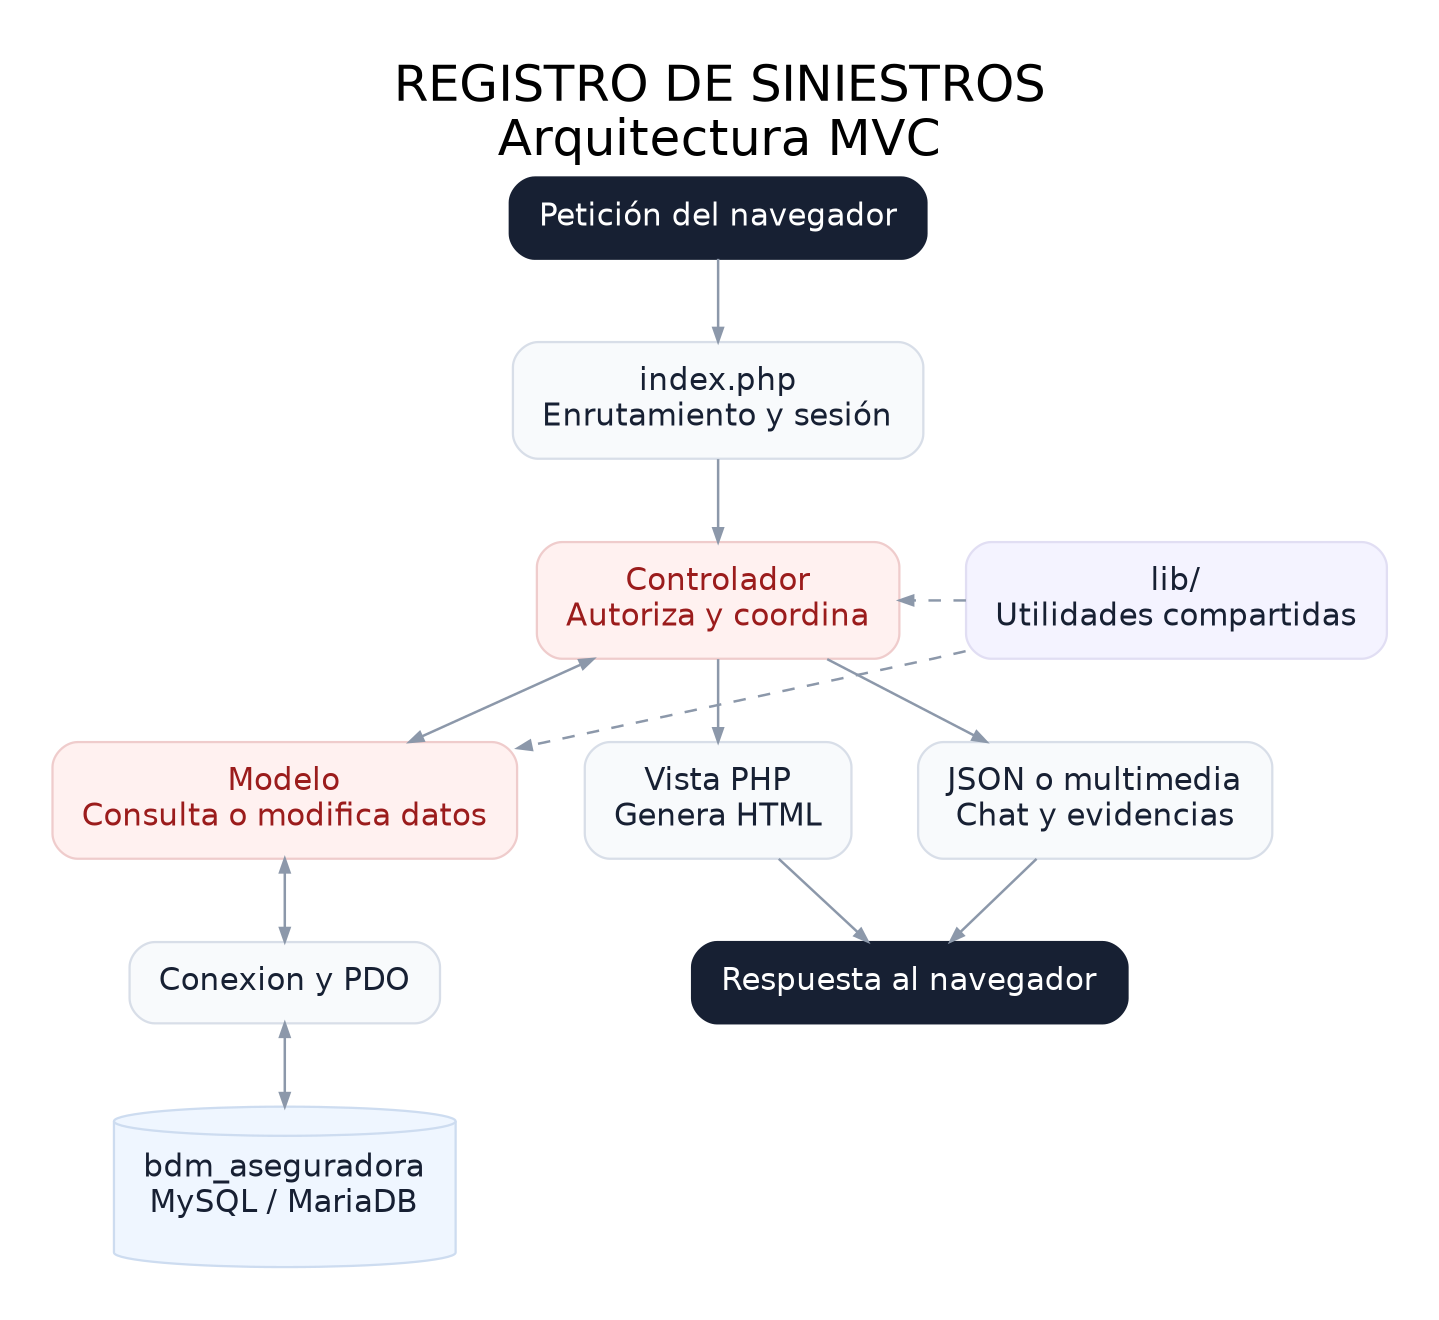 REGISTRO DE SINIESTROS
Arquitectura MVC
Petición del navegador
index.php
Enrutamiento y sesión
Controlador
Autoriza y coordina
lib/
Utilidades compartidas
Modelo
Consulta o modifica datos
Vista PHP
Genera HTML
JSON o multimedia
Chat y evidencias
Conexion y PDO
Respuesta al navegador
bdm_aseguradora
MySQL / MariaDB